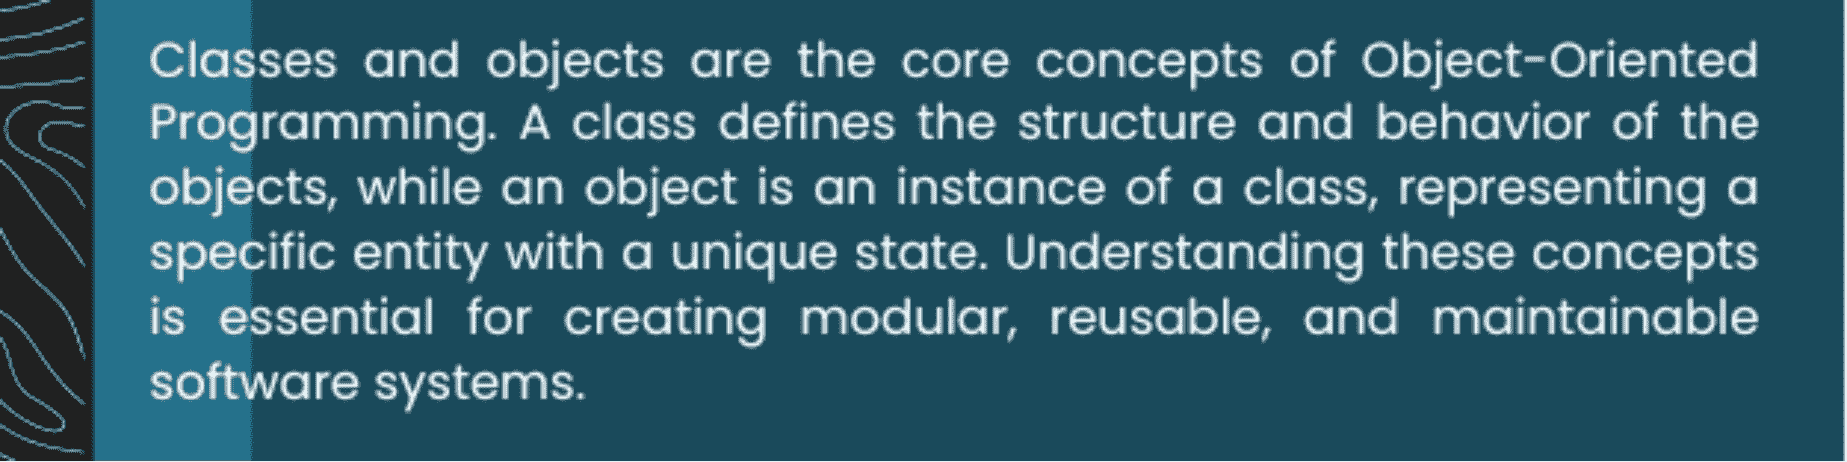 Classes and objects are the core concepts of Object-Oriented
Programming. A class defines the structure and behavior of the
objects, while an object is an instance of a class, representing a
specific entity with a unique state. Understanding these concepts
is essential for creating modular, reusable, and maintainable
software systems.